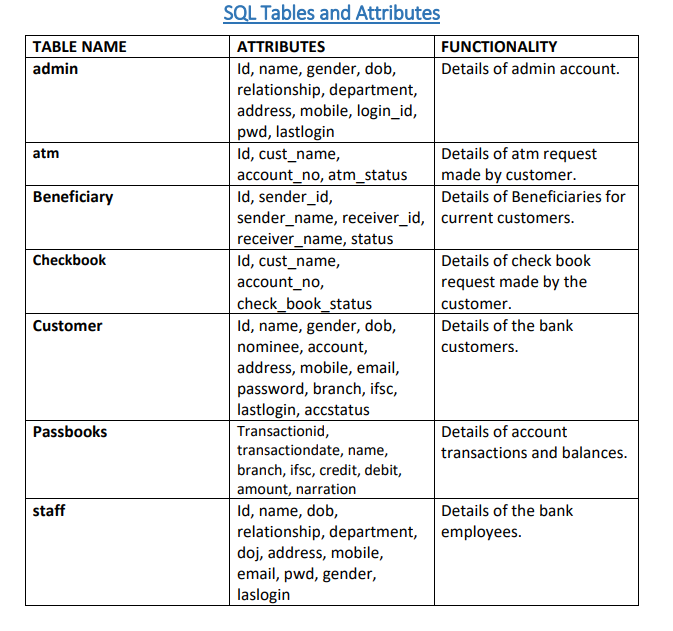 SQL Tables and Attributes
TABLE NAME
ATTRIBUTES
FUNCTIONALITY
admin
Id, name, gender, dob,
relationship, department,
address, mobile, login_id,
pwd, lastlogin
Details of admin account.
atm
Id, cust_name,
account_no, atm_status
Details of atm request
made by customer.
Beneficiary
Id, sender_id,
sender_name, receiver_id,
receiver_name, status
Details of Beneficiaries for
current customers.
Checkbook
Id, cust_name,
account_no,
check_book_status
Details of check book
request made by the
customer.
Customer
Id, name, gender, dob,
nominee, account,
address, mobile, email,
password, branch, ifsc,
lastlogin, accstatus
Details of the bank
customers.
Passbooks
Transactionid,
transactiondate, name,
branch, ifsc, credit, debit,
amount, narration
Details of account
transactions and balances.
staff
Id, name, dob,
relationship, department,
doj, address, mobile,
email, pwd, gender,
laslogin
Details of the bank
employees.